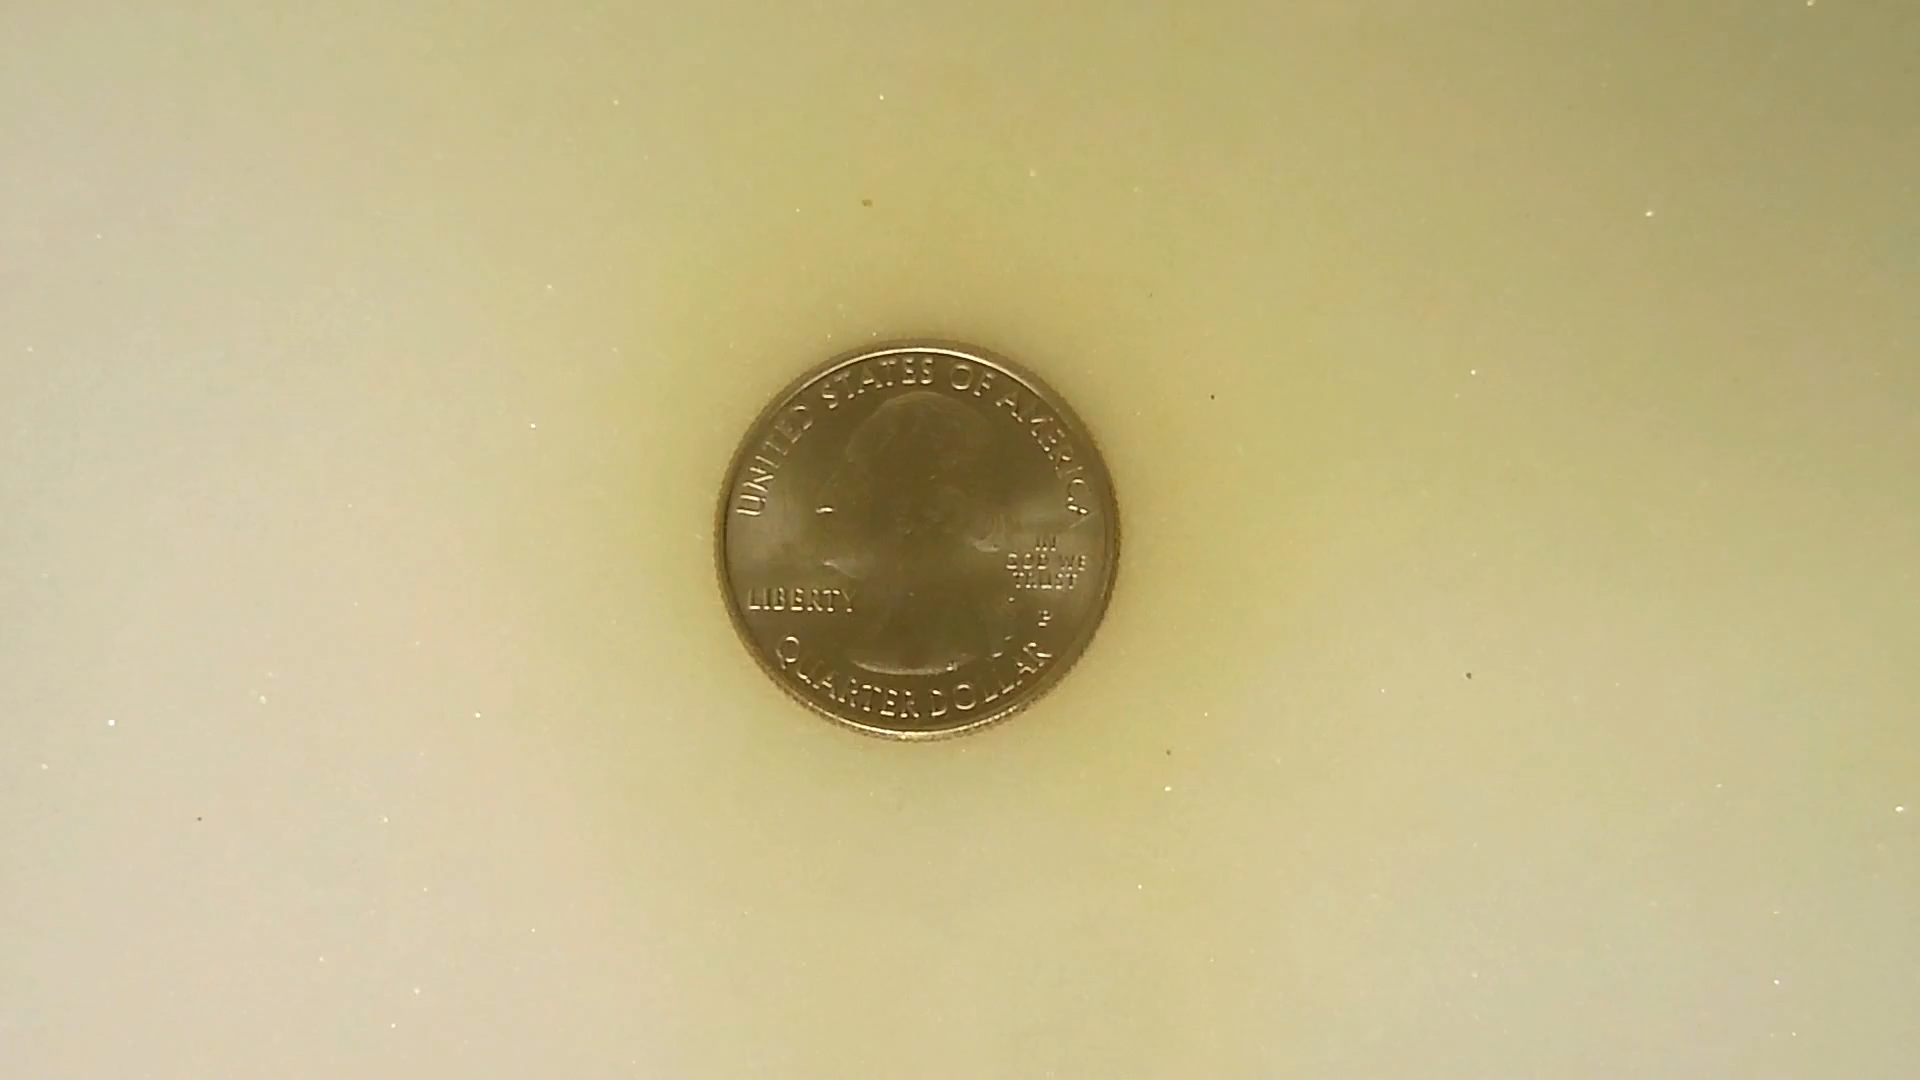 UNITED STATES OF AMERICA
IN
GOD WE
TRUST
LIBERTY
P
QUARTER DOLLAR